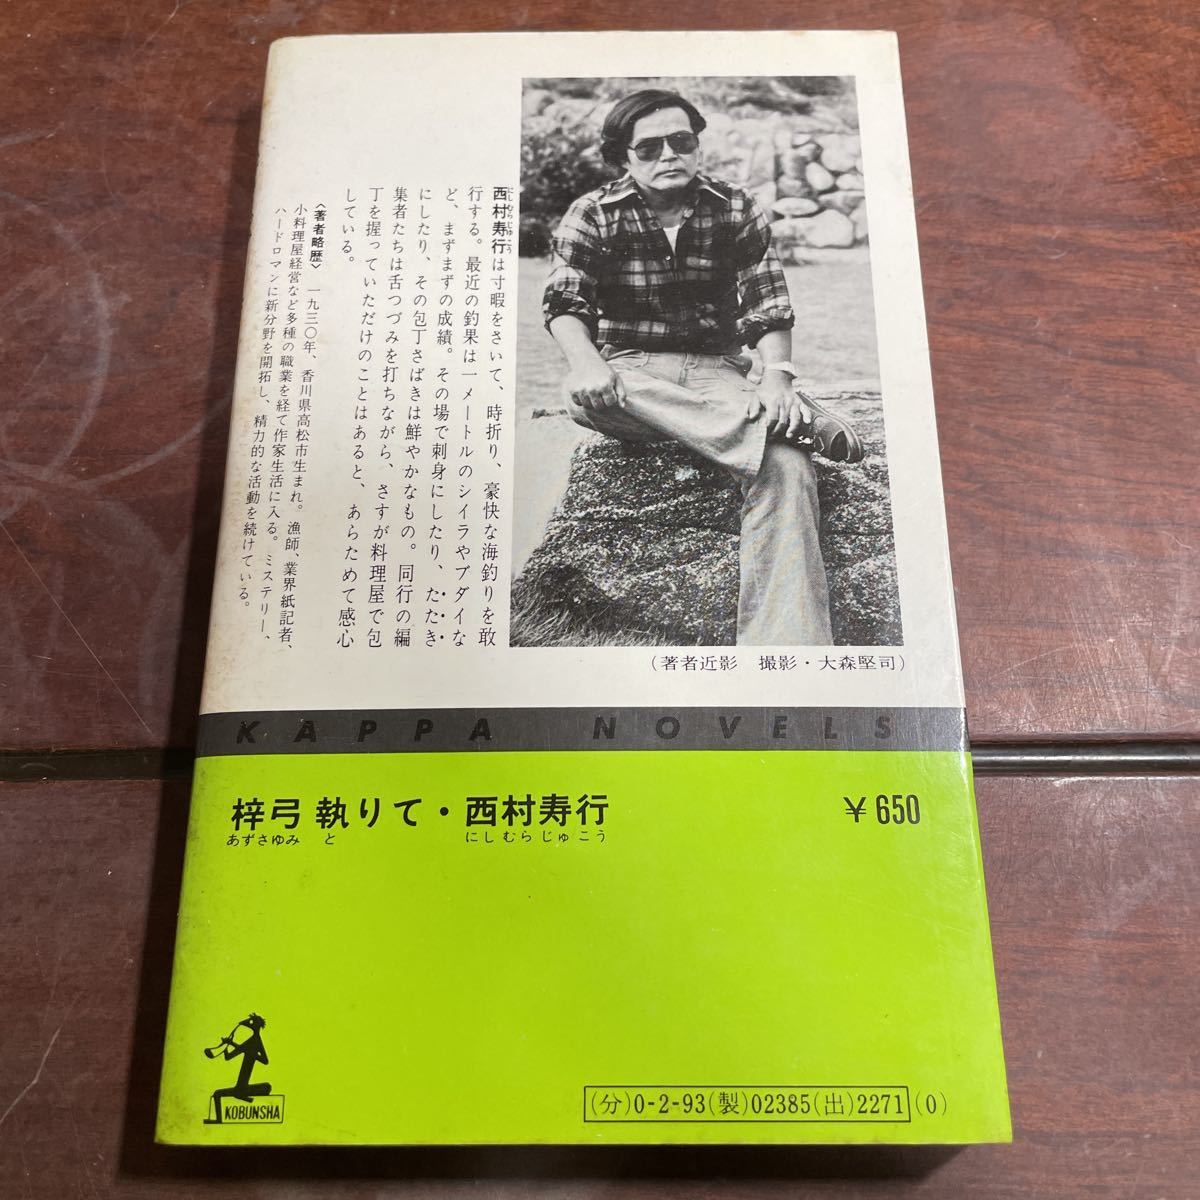 西村寿行は寸暇をさいて、時折り、豪快な海釣りを敢
にしむらじゅこう
行する。最近の釣果は一メートルのシイラやブダイな
ど、まずまずの成績。その場で刺身にしたり、たたき
にしたり、その包丁さばきは鮮やかなもの。同行の編
集者たちは舌つづみを打ちながら、さすが料理屋で包
丁を握っていただけのことはあると、あらためて感心
している。
〈著者略歴〉 一九三〇年、香川県高松市生まれ。漁師、業界紙記者、
小料理屋経営など多種の職業を経て作家生活に入る。ミステリー、
ハードロマンに新分野を開拓し、精力的な活動を続けている。
(著者近影 撮影・大森堅司)
KAPPA NOVELS
梓弓執りて・西村寿行
あずさゆみ と にしむらじゅこう
¥650
KOBUNSHA
(分)0-2-93(製)02385(出)2271(0)